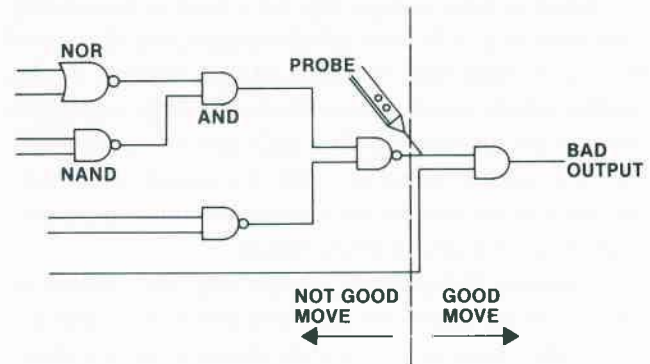 NOR
PROBE
AND
NAND
BAD
OUTPUT
NOT GOOD
MOVE
GOOD
MOVE